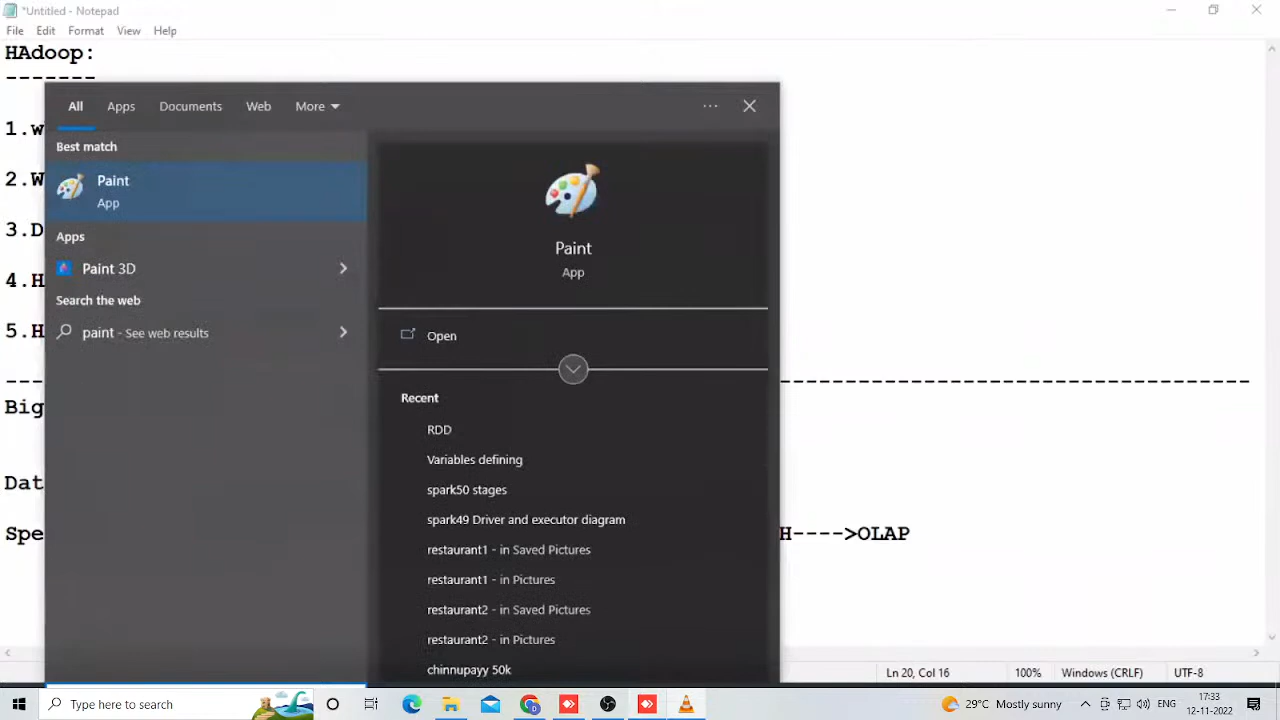 *Untitled - Notepad
File Edit Format View Help
HAdoop:
-------
All Apps Documents Web More
1.w
Best match
2.W
Paint
App
3.D
Apps
Paint 3D
4.H
Search the web
5.H
paint - See web results
Paint
App
Open
Recent
RDD
Variables defining
spark50 stages
spark49 Driver and executor diagram
restaurant1 - in Saved Pictures
restaurant1 - in Pictures
restaurant2 - in Saved Pictures
restaurant2 - in Pictures
chinnupayy 50k
Big
Dat
Spe
H---->OLAP
Ln 20, Col 16 100% Windows (CRLF) UTF-8
Type here to search
29°C Mostly sunny
ENG
17:33
12-11-2022